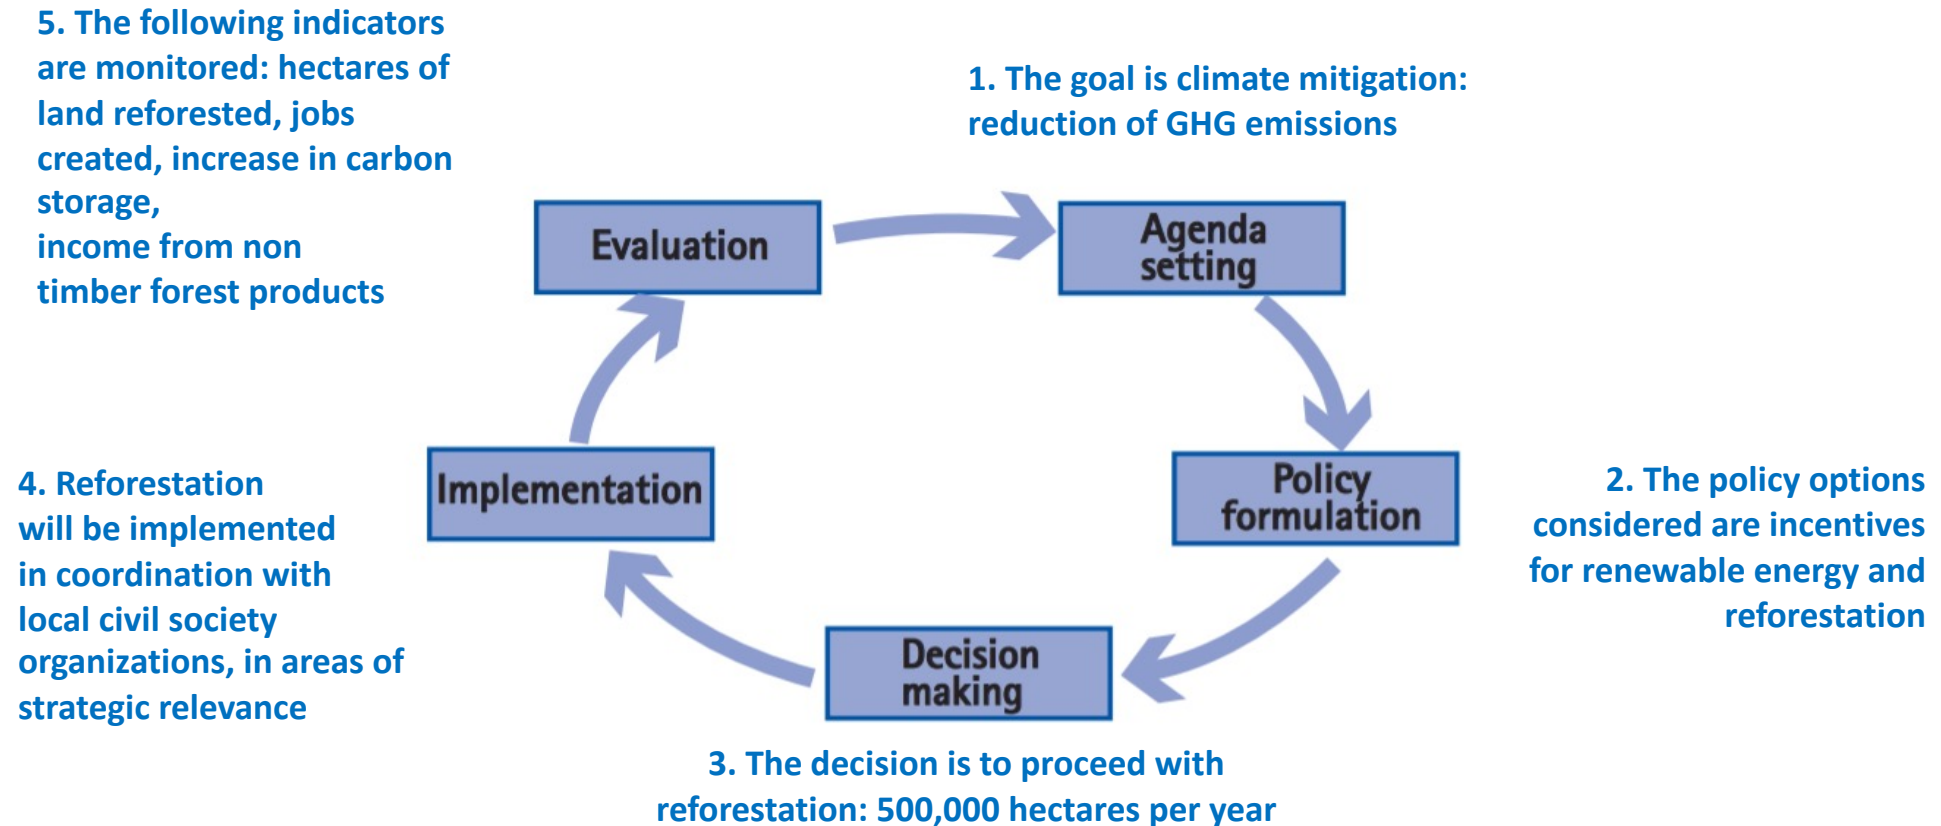 5. The following indicators
are monitored: hectares of
land reforested, jobs
created, increase in carbon
storage,
income from non
timber forest products
1. The goal is climate mitigation:
reduction of GHG emissions
Evaluation
Agenda
setting
4. Reforestation
will be implemented
in coordination with
local civil society
organizations, in areas of
strategic relevance
Implementation
Policy
formulation
2. The policy options
considered are incentives
for renewable energy and
reforestation
Decision
making
3. The decision is to proceed with
reforestation: 500,000 hectares per year